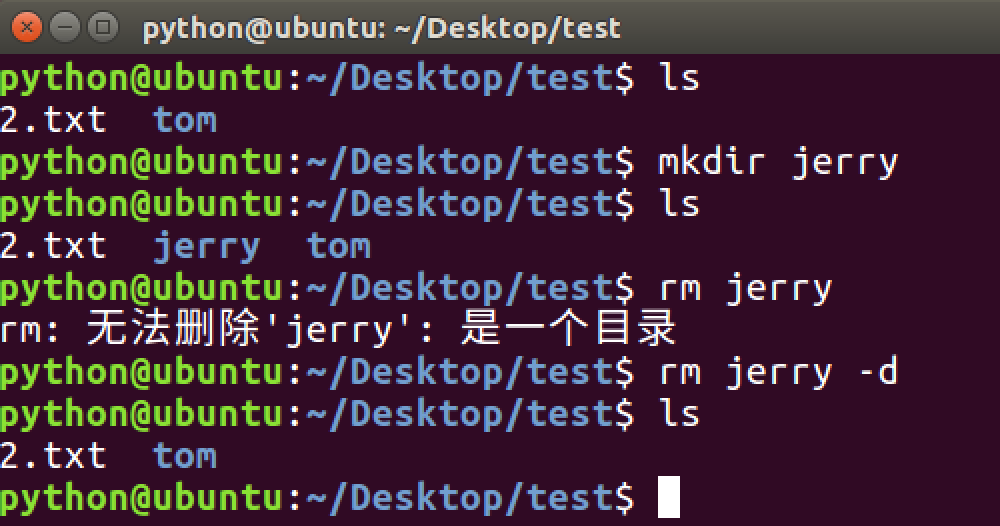 python@ubuntu: ~/Desktop/test
python@ubuntu:~/Desktop/test$ ls
2.txt  tom
python@ubuntu:~/Desktop/test$ mkdir jerry
python@ubuntu:~/Desktop/test$ ls
2.txt  jerry  tom
python@ubuntu:~/Desktop/test$ rm jerry
rm: 无法删除'jerry': 是一个目录
python@ubuntu:~/Desktop/test$ rm jerry -d
python@ubuntu:~/Desktop/test$ ls
2.txt  tom
python@ubuntu:~/Desktop/test$